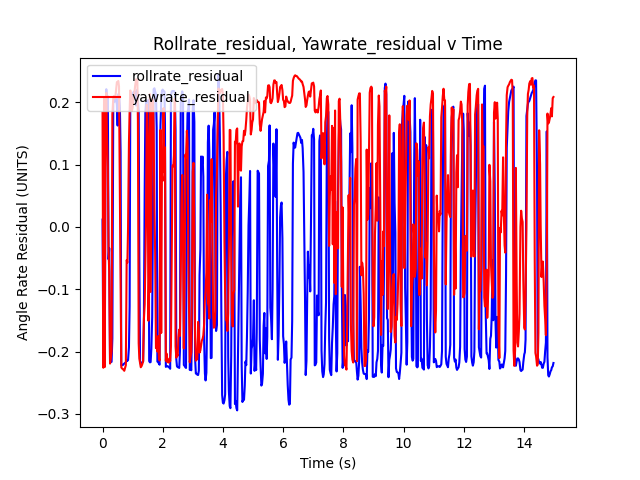 Rollrate_residual, Yawrate_residual v Time
rollrate_residual
yawrate_residual
Angle Rate Residual (UNITS)
0.2
0.1
0.0
−0.1
−0.2
−0.3
0 2 4 6 8 10 12 14
Time (s)